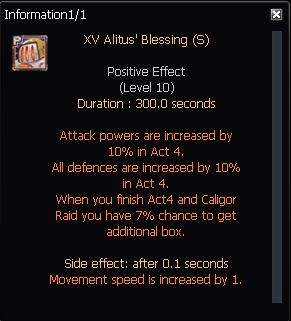 Information1/1
XV Alitus' Blessing (S)
Positive Effect
(Level 10)
Duration : 300.0 seconds
Attack powers are increased by
10% in Act 4.
All defences are increased by 10%
in Act 4.
When you finish Act4 and Caligor
Raid you have 7% chance to get
additional box.
Side effect: after 0.1 seconds
Movement speed is increased by 1.